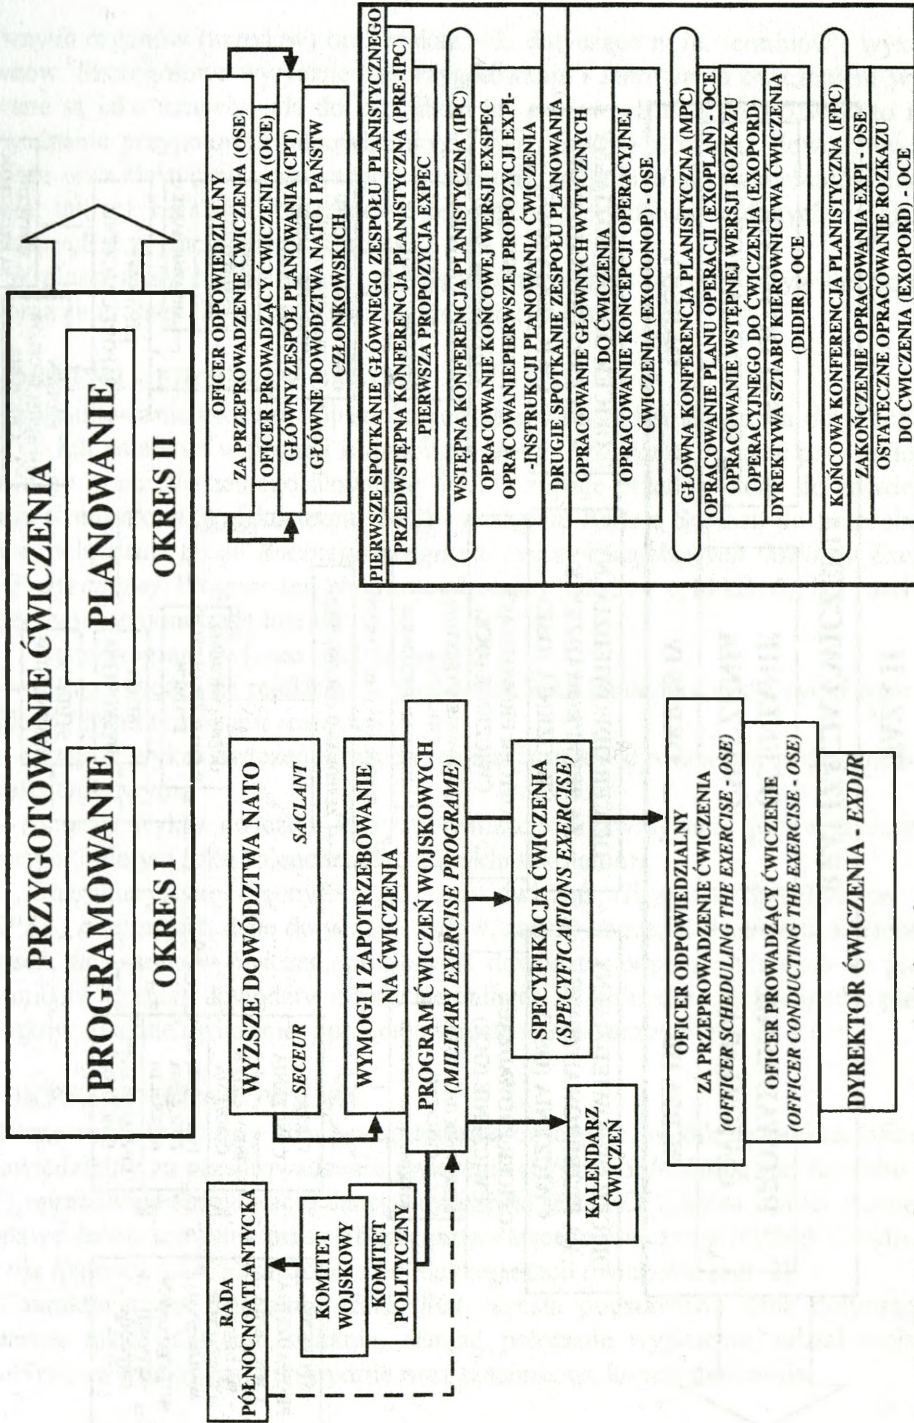 PRZYGOTOWANIE ĆWICZENIA
PROGRAMOWANIE
OKRES I
PLANOWANIE
OKRES II
RADA
PÓŁNOCNOATLANTYCKA
KOMITET
WOJSKOWY
KOMITET
POLITYCZNY
WYŻSZE DOWÓDZTWA NATO
SECEUR
SACLANT
WYMOGI I ZAPOTRZEBOWANIE
NA ĆWICZENIA
PROGRAM ĆWICZEŃ WOJSKOWYCH
(MILITARY EXERCISE PROGRAME)
SPECYFIKACJA ĆWICZENIA
(SPECYFICATIONS EXERCISE)
KALENDARZ
ĆWICZEŃ
OFICER ODPOWIEDZIALNY
ZA PRZEPROWADZENIE ĆWICZENIA
(OFFICER SCHEDULING THE EXERCISE - OSE)
OFICER PROWADZĄCY ĆWICZENIE
(OFFICER CONDUCTING THE EXERCISE - OSE)
DYREKTOR ĆWICZENIA - EXDIR
OFICER ODPOWIEDZIALNY
ZA PRZEPROWADZENIE ĆWICZENIA (OSE)
OFICER PROWADZĄCY ĆWICZENIA (OCE)
GŁÓWNY ZESPÓŁ PLANOWANIA (CPT)
GŁÓWNE DOWÓDZTWA NATO I PAŃSTW
CZŁONKOWSKICH
PIERWSZE SPOTKANIE GŁÓWNEGO ZESPOŁU PLANISTYCZNEGO
PRZEDWSTĘPNA KONFERENCJA PLANISTYCZNA (PRE-IPC)
PIERWSZA PROPOZYCJA EXPEC
WSTĘPNA KONFERENCJA PLANISTYCZNA (IPC)
OPRACOWANIE KOŃCOWEJ WERSJI EXSPEC
OPRACOWANIEPIERWSZEJ PROPOZYCJI EXPI-
-INSTRUKCJI PLANOWANIA ĆWICZENIA
DRUGIE SPOTKANIE ZESPOŁU PLANOWANIA
OPRACOWANIE GŁÓWNYCH WYTYCZNYCH
DO ĆWICZENIA
OPRACOWANIE KONCEPCJI OPERACYJNEJ
ĆWICZENIA (EXOCONOP) - OSE
GŁÓWNA KONFERENCJA PLANISTYCZNA (MPC)
OPRACOWANIE PLANU OPERACJI (EXOPLAN) - OCE
OPRACOWANIE WSTĘPNEJ WERSJI ROZKAZU
OPERACYJNEGO DO ĆWICZENIA (EXOPORD)
DYREKTYWA SZTABU KIEROWNICTWA ĆWICZENIA
(DIDIR) -OCE
KOŃCOWA KONFERENCJA PLANISTYCZNA (FPC)
ZAKOŃCZENIE OPRACOWANIA EXPI - OSE
OSTATECZNE OPRACOWANIE ROZKAZU
DO ĆWICZENIA (EXOPORD) - OCE